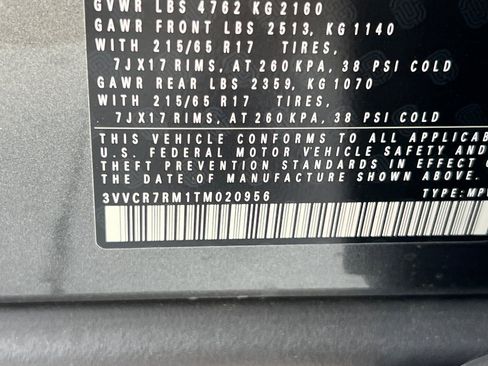 GVWR LBS 4762 KG 2160
GAWR FRONT LBS 2513, KG 1140
WITH 215/65 R17 TIRES,
7JX17 RIMS, AT 260 KPA, 38 PSI COLD
GAWR REAR LBS 2359, KG 1070
WITH 215/65 R17 TIRES,
7JX17 RIMS, AT 260 KPA, 38 PSI COLD
THIS VEHICLE CONFORMS TO ALL APPLICAB
U.S. FEDERAL MOTOR VEHICLE SAFETY AN
THEFT PREVENTION STANDARDS IN EFFECT O
THE DATE OF MANUFACTURE SHOWN ABOVE.
3VVCR7RM1TM020956 TYPE: MPV